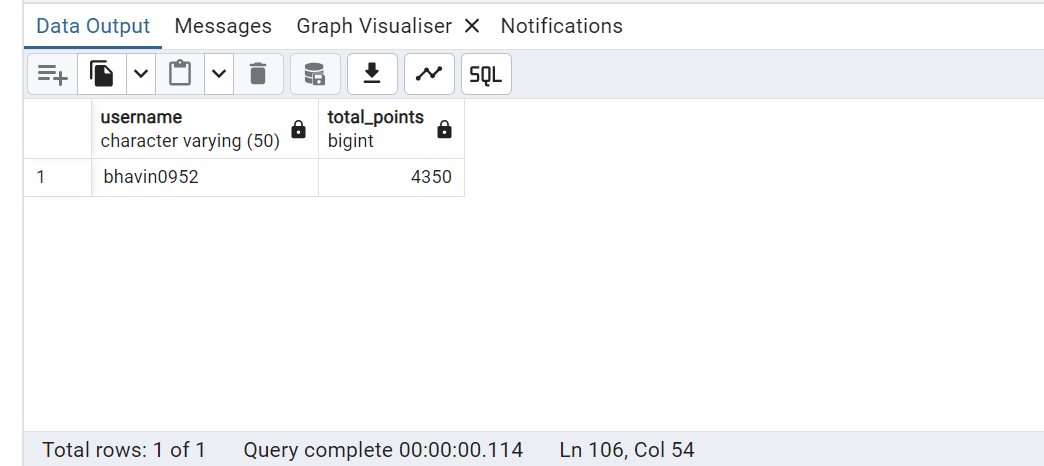 Data Output Messages Graph Visualiser Notifications
SQL
username total_points
character varying (50) bigint
1 bhavin0952 4350
Total rows: 1 of 1 Query complete 00:00:00.114 Ln 106, Col 54